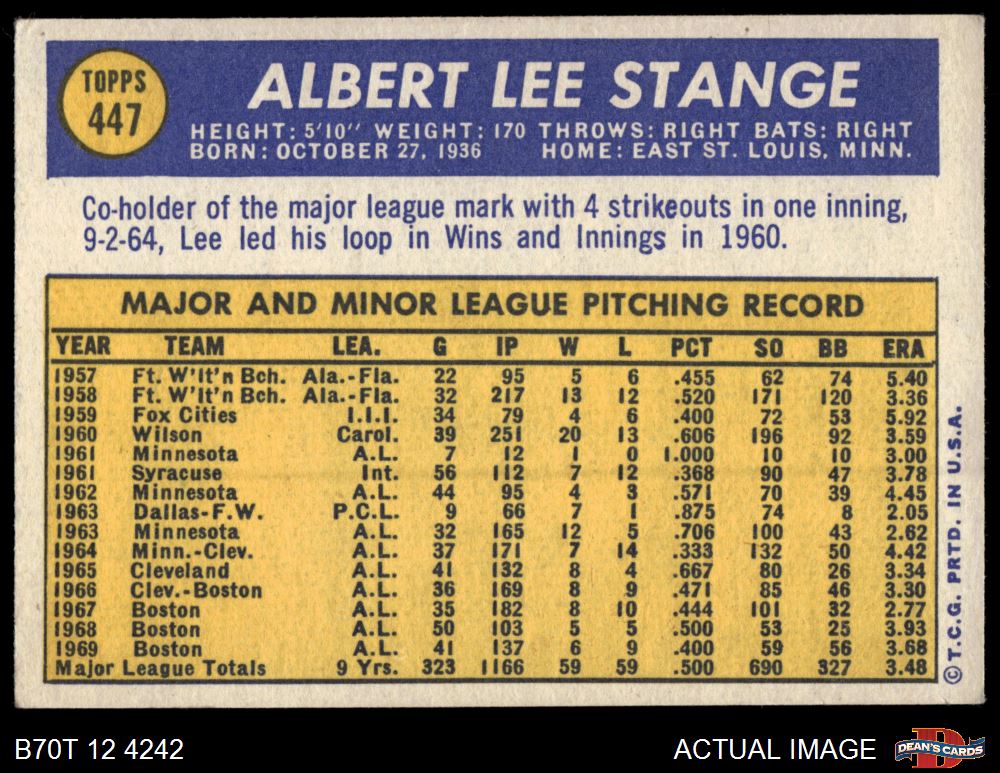 TOPPS
447
ALBERT LEE STANGE
HEIGHT: 5'10" WEIGHT: 170 THROWS: RIGHT BATS: RIGHT
BORN: OCTOBER 27, 1936 HOME: EAST ST. LOUIS, MINN.
Co-holder of the major league mark with 4 strikeouts in one inning,
9-2-64, Lee led his loop in Wins and Innings in 1960.
MAJOR AND MINOR LEAGUE PITCHING RECORD
YEAR TEAM LEA. G IP W L PCT SO BB ERA
1957 Ft. W'lt'n Bch. Ala.-Fla. 22 95 5 6 .455 62 74 5.40
1958 Ft. W'lt'n Bch. Ala.-Fla. 32 217 13 12 .520 171 120 3.36
1959 Fox Cities I.I.I. 34 79 4 6 .400 72 53 5.92
1960 Wilson Carol. 39 251 20 13 .606 196 92 3.59
1961 Minnesota A.L. 7 12 1 0 1.000 10 10 3.00
1961 Syracuse Int. 56 112 7 12 .368 90 47 3.78
1962 Minnesota A.L. 44 95 4 3 .571 70 39 4.45
1963 Dallas-F.W. P.C.L. 9 66 7 1 .875 74 8 2.05
1963 Minnesota A.L. 32 165 12 5 .706 100 43 2.62
1964 Minn.-Clev. A.L. 37 171 7 14 .333 132 50 4.42
1965 Cleveland A.L. 41 132 8 4 .667 80 26 3.34
1966 Clev.-Boston A.L. 36 169 8 9 .471 85 46 3.30
1967 Boston A.L. 35 182 8 10 .444 101 32 2.77
1968 Boston A.L. 50 103 5 5 .500 53 25 3.93
1969 Boston A.L. 41 137 6 9 .400 59 56 3.68
Major League Totals 9 Yrs. 323 1166 59 59 .500 690 327 3.48
© T.C.G. PRTD. IN U.S.A.
B70T 12 4242
ACTUAL IMAGE
DEAN'S CARDS